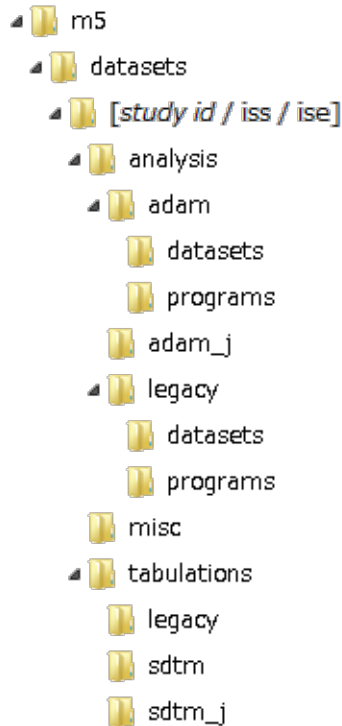 m5
datasets
[study id / iss / ise]
analysis
adam
datasets
programs
adam_j
legacy
datasets
programs
misc
tabulations
legacy
sdtm
sdtm_j